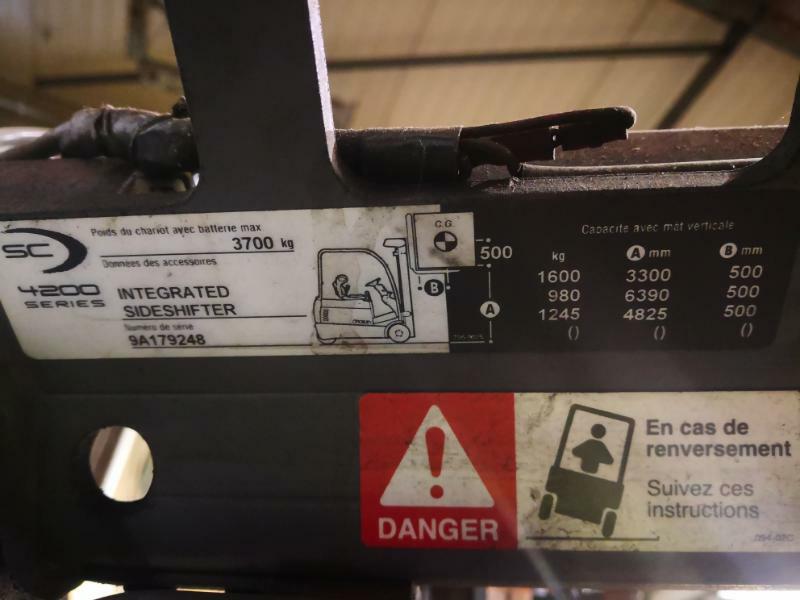 SC
4200
SERIES
Poids du chariot avec batterie max
3700 kg
Données des accessoires
INTEGRATED
SIDESHIFTER
Numéro de série
9A179248
CROWN
C.G.
500
B
A
Capacité avec mât verticale
kg A mm B mm
1600 3300 500
980 6390 500
1245 4825 500
() () ()
DANGER
En cas de
renversement
Suivez ces
instructions